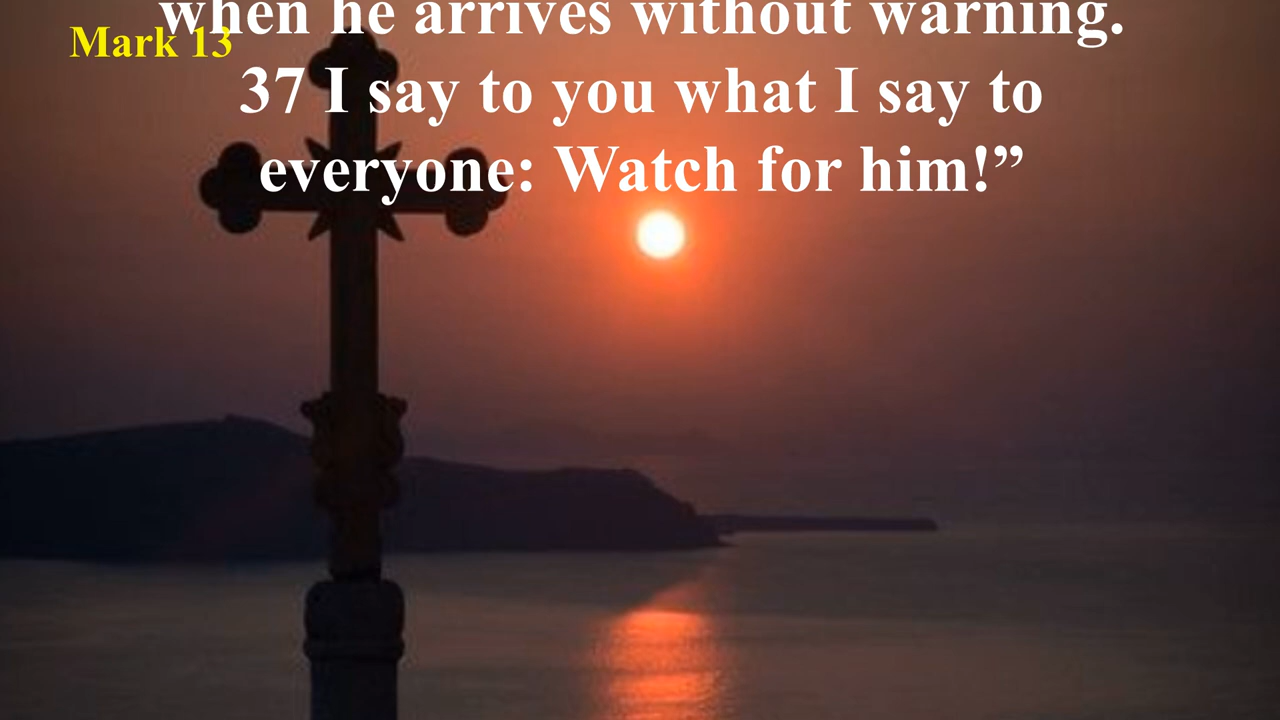 when he arrives without warning.
Mark 13
37 I say to you what I say to
everyone: Watch for him!”